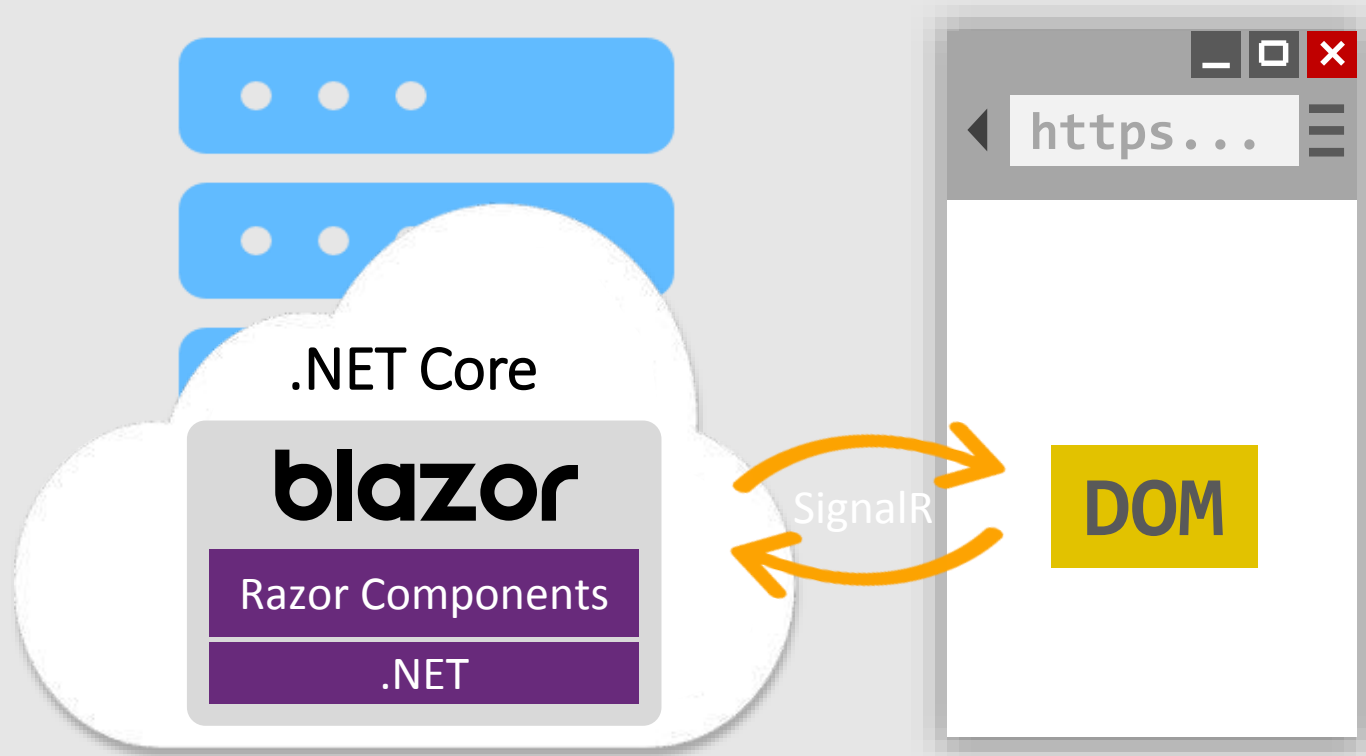 https...
.NET Core
blazor
SignalR
DOM
Razor Components
.NET